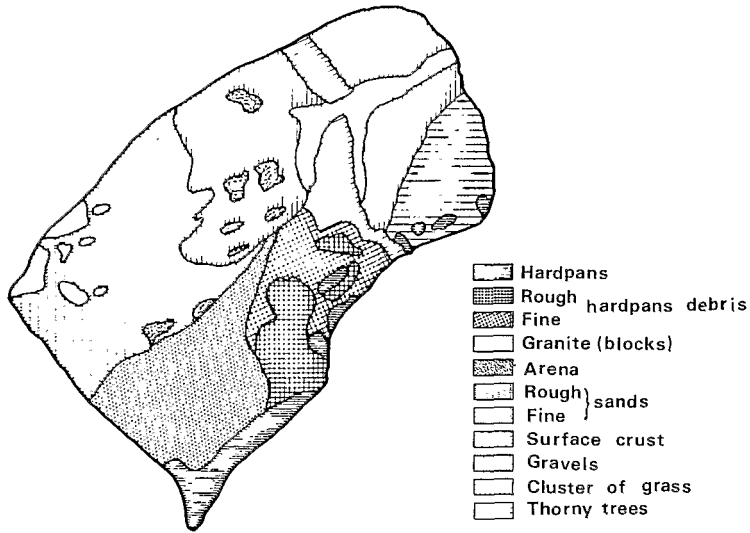 Hardpans
Rough hardpans debris
Fine
Granite (blocks)
Arena
Rough } sands
Fine
Surface crust
Gravels
Cluster of grass
Thorny trees